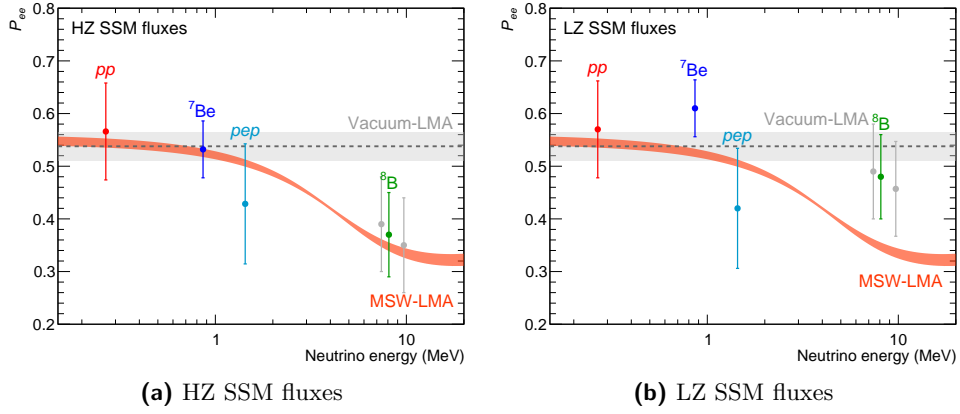 P_ee
0.8
0.7
0.6
0.5
0.4
0.3
0.2
HZ SSM fluxes
pp
⁷Be
pep
⁸B
Vacuum-LMA
MSW-LMA
1
10
Neutrino energy (MeV)
(a) HZ SSM fluxes
P_ee
0.8
0.7
0.6
0.5
0.4
0.3
0.2
LZ SSM fluxes
pp
⁷Be
pep
Vacuum-LMA
⁸B
MSW-LMA
1
10
Neutrino energy (MeV)
(b) LZ SSM fluxes